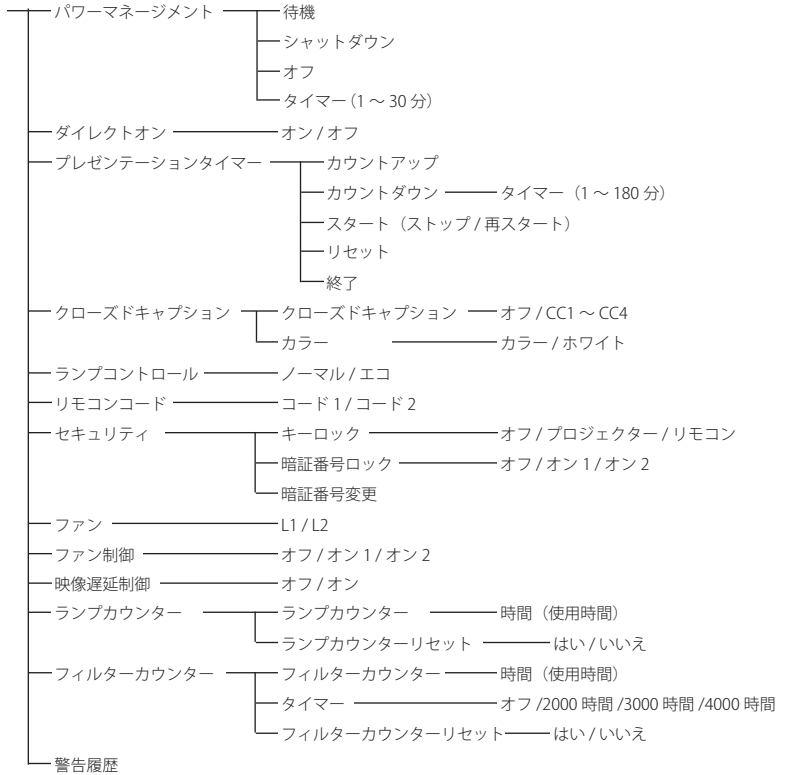 パワーマネージメント 待機
シャットダウン
オフ
タイマー（1 ～ 30 分）
ダイレクトオン オン / オフ
プレゼンテーションタイマー カウントアップ
カウントダウン タイマー（1 ～ 180 分）
スタート（ストップ / 再スタート）
リセット
終了
クローズドキャプション クローズドキャプション オフ / CC1 ～ CC4
カラー カラー / ホワイト
ランプコントロール ノーマル / エコ
リモコンコード コード 1 / コード 2
セキュリティ キーロック オフ / プロジェクター / リモコン
暗証番号ロック オフ / オン 1 / オン 2
暗証番号変更
ファン L1 / L2
ファン制御 オフ / オン 1 / オン 2
映像遅延制御 オフ / オン
ランプカウンター ランプカウンター 時間（使用時間）
ランプカウンターリセット はい / いいえ
フィルターカウンター フィルターカウンター 時間（使用時間）
タイマー オフ /2000 時間 /3000 時間 /4000 時間
フィルターカウンターリセット はい / いいえ
警告履歴